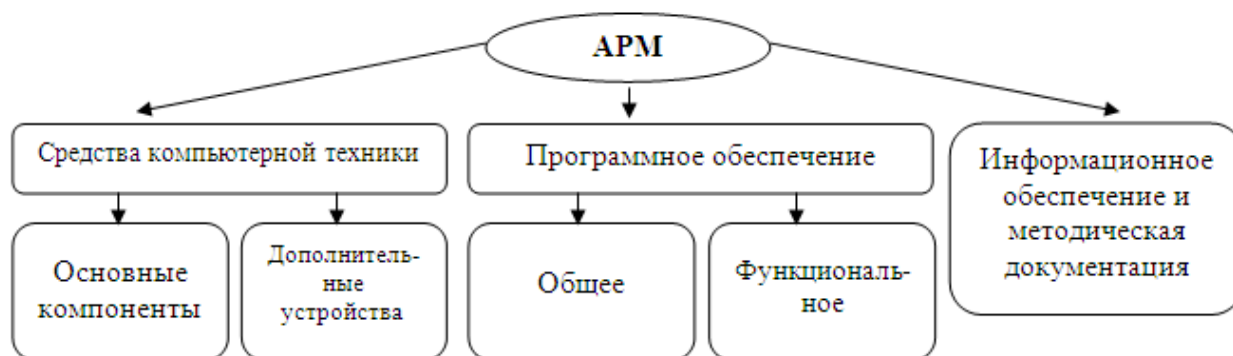 АРМ
Средства компьютерной техники
Программное обеспечение
Информационное
обеспечение и
методическая
документация
Основные
компоненты
Дополнитель-
ные
устройства
Общее
Функциональ-
ное